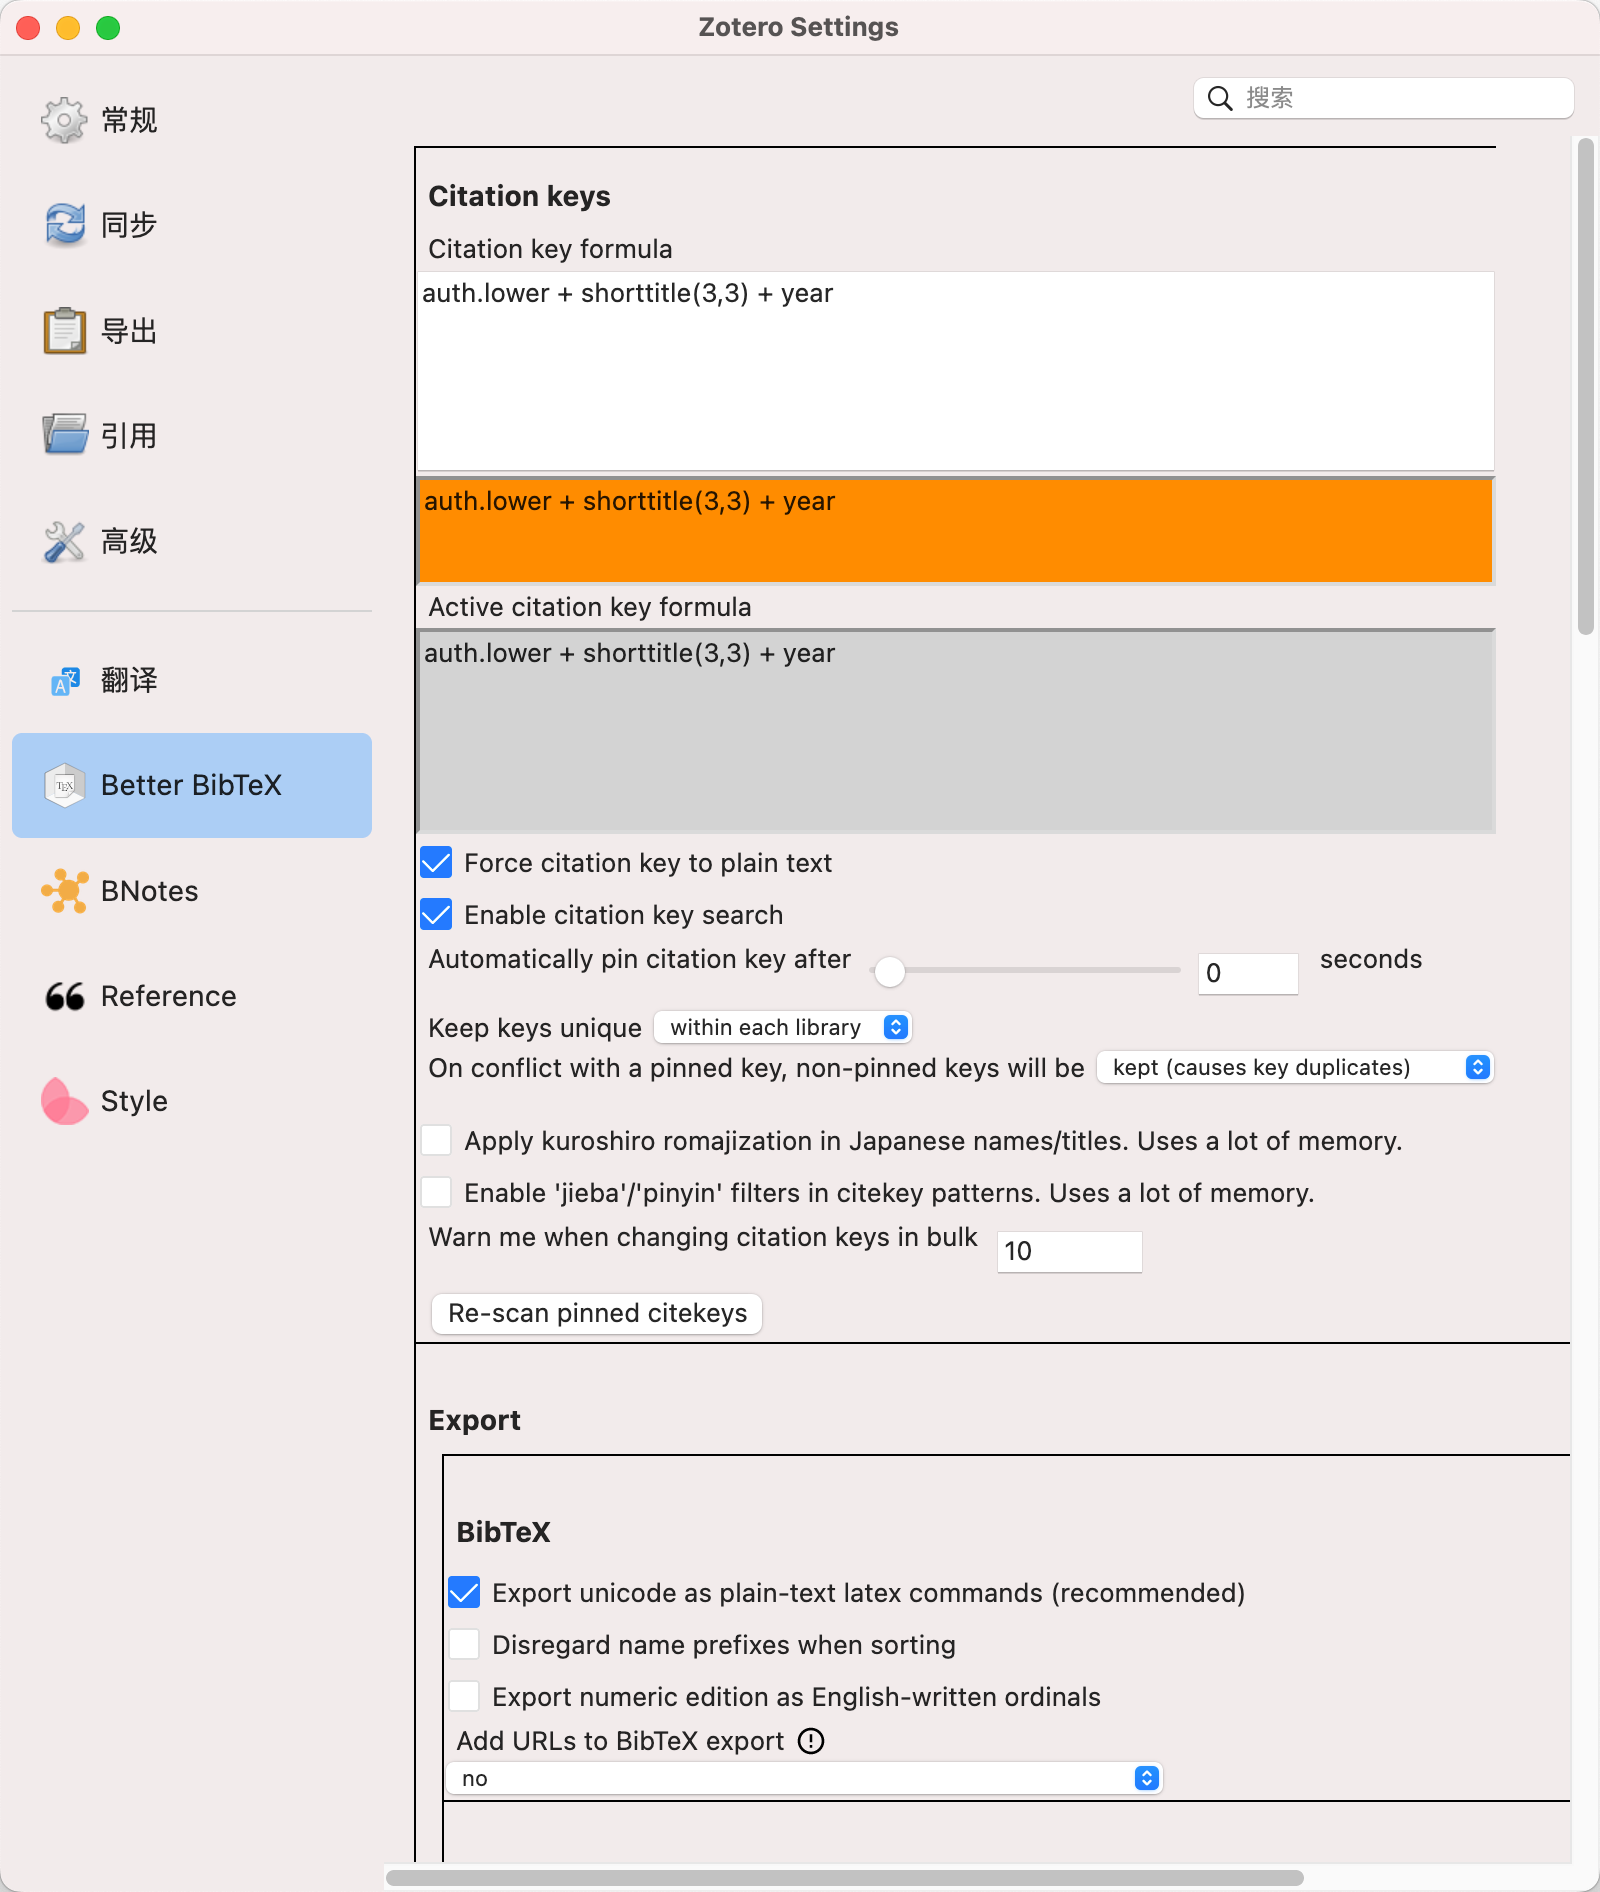 Zotero Settings
搜索
常规
同步
导出
引用
高级
翻译
Better BibTeX
BNotes
Reference
Style
Citation keys
Citation key formula
auth.lower + shorttitle(3,3) + year
auth.lower + shorttitle(3,3) + year
Active citation key formula
auth.lower + shorttitle(3,3) + year
Force citation key to plain text
Enable citation key search
Automatically pin citation key after 0 seconds
Keep keys unique within each library
On conflict with a pinned key, non-pinned keys will be kept (causes key duplicates)
Apply kuroshiro romajization in Japanese names/titles. Uses a lot of memory.
Enable 'jieba'/'pinyin' filters in citekey patterns. Uses a lot of memory.
Warn me when changing citation keys in bulk 10
Re-scan pinned citekeys
Export
BibTeX
Export unicode as plain-text latex commands (recommended)
Disregard name prefixes when sorting
Export numeric edition as English-written ordinals
Add URLs to BibTeX export
no